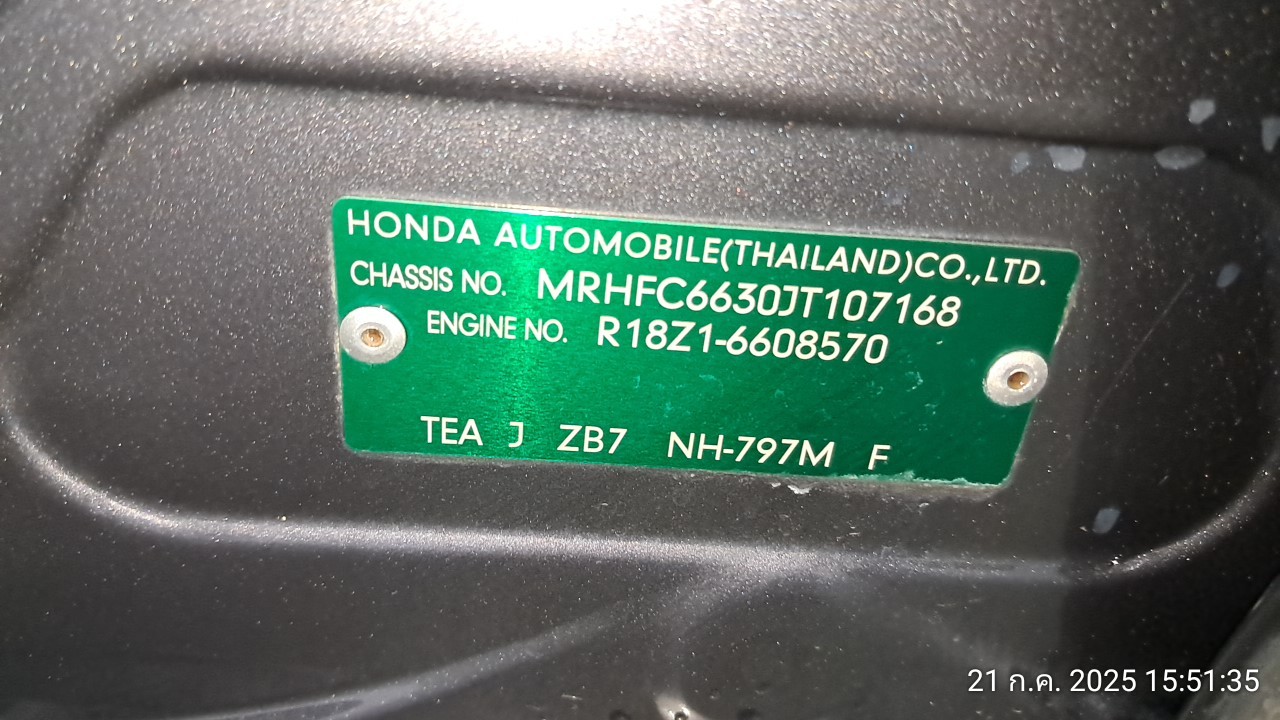 HONDA AUTOMOBILE(THAILAND)CO.,LTD.
CHASSIS NO. MRHFC6630JT107168
ENGINE NO. R18Z1-6608570
TEA J ZB7 NH-797M F
21 ก.ค. 2025 15:51:35